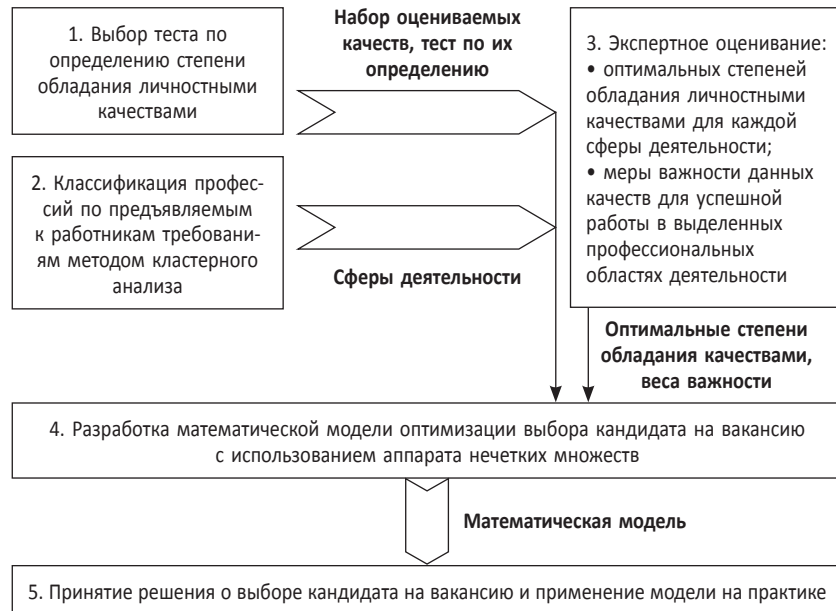 1. Выбор теста по
определению степени
обладания личностными
качествами
Набор оцениваемых
качеств, тест по их
определению
2. Классификация профес-
сий по предъявляемым
к работникам требовани-
ям методом кластерного
анализа
Сферы деятельности
3. Экспертное оценивание:
• оптимальных степеней
обладания личностными
качествами для каждой
сферы деятельности;
• меры важности данных
качеств для успешной
работы в выделенных
профессиональных
областях деятельности
Оптимальные степени
обладания качествами,
веса важности
4. Разработка математической модели оптимизации выбора кандидата на вакансию
с использованием аппарата нечетких множеств
Математическая модель
5. Принятие решения о выборе кандидата на вакансию и применение модели на практике